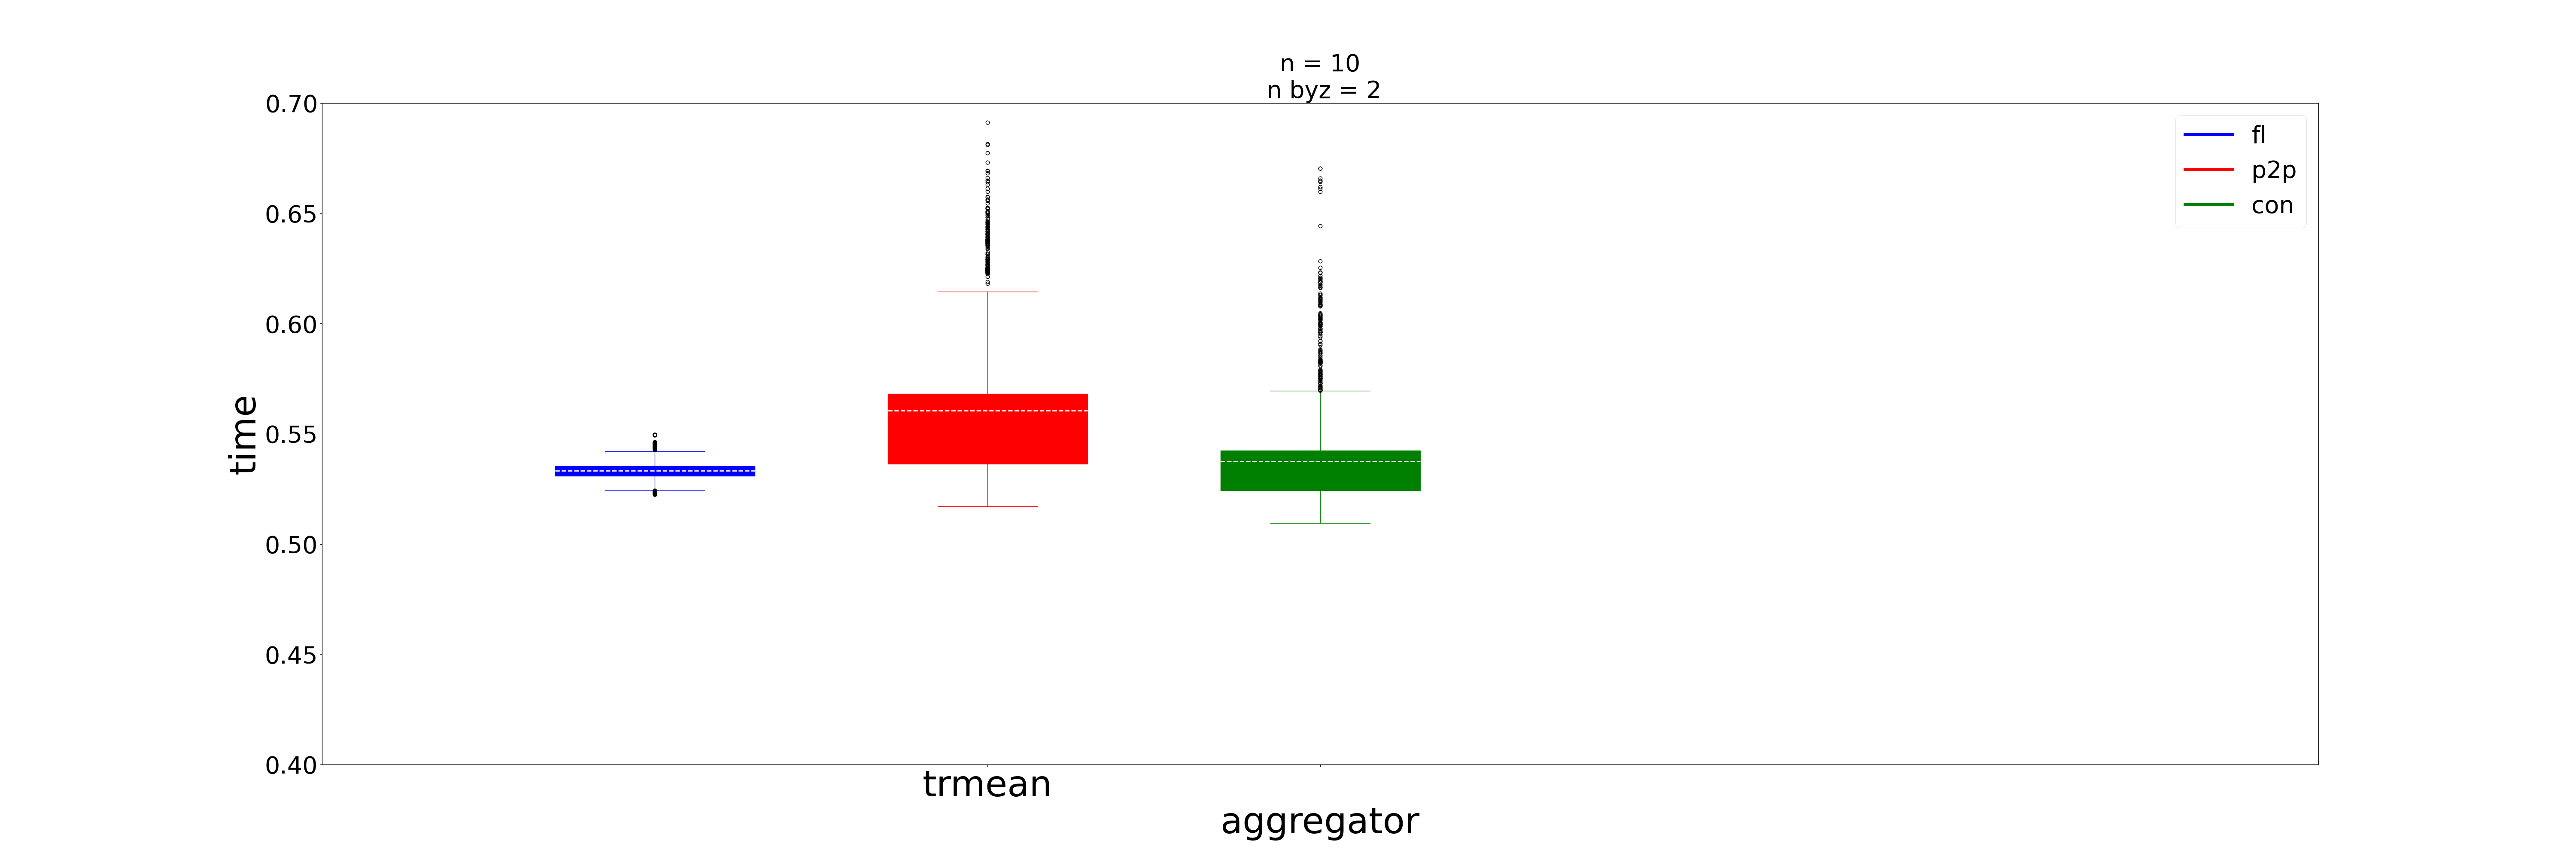 n = 10
n byz = 2
0.70
0.65
0.60
0.55
0.50
0.45
0.40
time
fl
p2p
con
trmean
aggregator